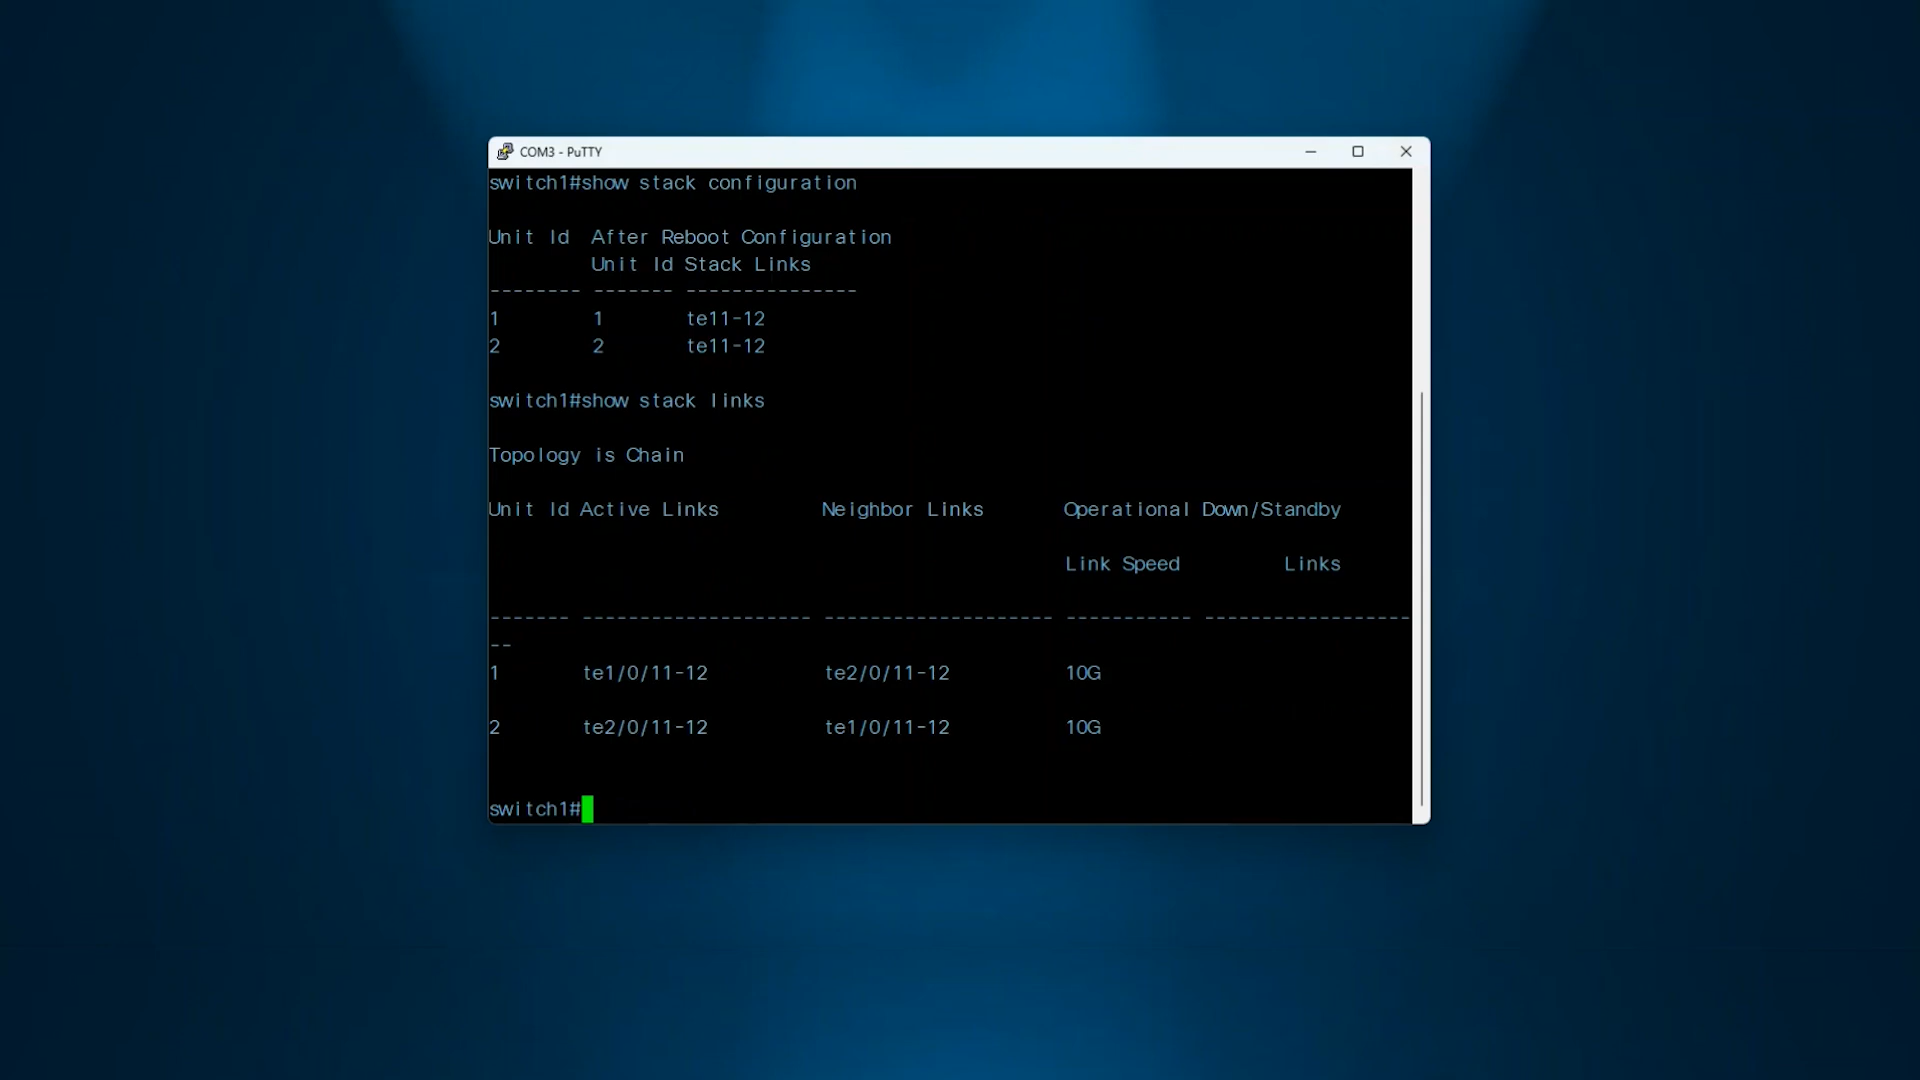 COM3 - PuTTY
switch1#show stack configuration
Unit Id  After Reboot Configuration
         Unit Id Stack Links
-------- ------- ---------------
1        1       te11-12
2        2       te11-12
switch1#show stack links
Topology is Chain
Unit Id Active Links         Neighbor Links       Operational Down/Standby
                                                  Link Speed         Links
------- -------------------- -------------------- ----------- ------------------
--
1       te1/0/11-12          te2/0/11-12          10G
2       te2/0/11-12          te1/0/11-12          10G
switch1#